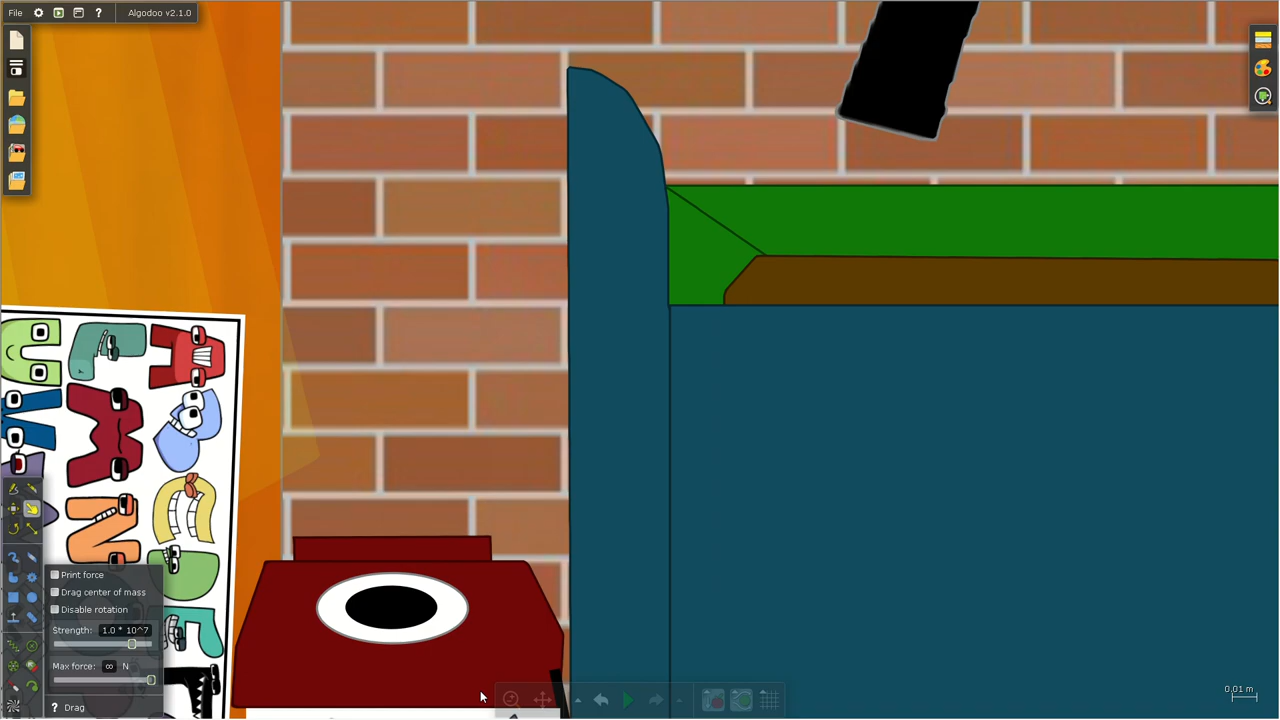 File
?
Algodoo v2.1.0
Print force
Drag center of mass
Disable rotation
Strength: 1.0 * 10^7
Max force: ∞ N
? Drag
0.01 m